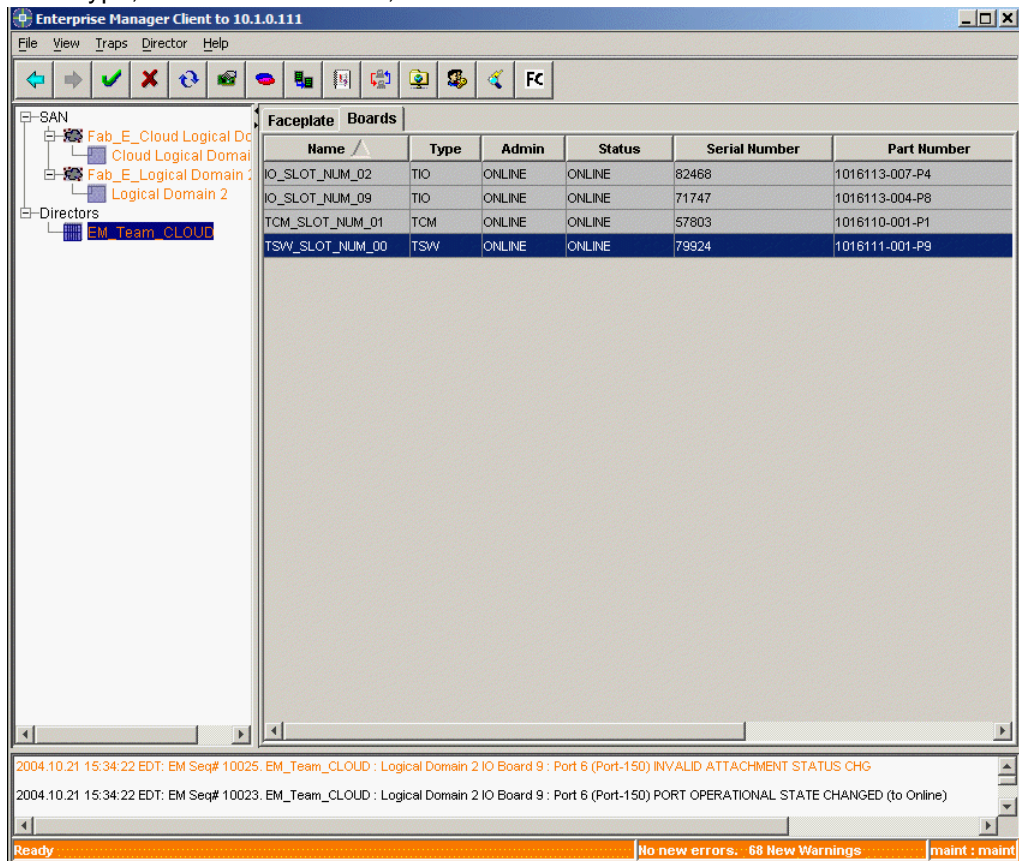 Enterprise Manager Client to 10.1.0.111
File View Traps Director Help
FC
SAN
Fab_E_Cloud Logical Do
Cloud Logical Domai
Fab_E_Logical Domain 2
Logical Domain 2
Directors
EM_Team_CLOUD
Faceplate Boards
Name Type Admin Status Serial Number Part Number
IO_SLOT_NUM_02 TIO ONLINE ONLINE 82468 1016113-007-P4
IO_SLOT_NUM_09 TIO ONLINE ONLINE 71747 1016113-004-P8
TCM_SLOT_NUM_01 TCM ONLINE ONLINE 57803 1016110-001-P1
TSW_SLOT_NUM_00 TSW ONLINE ONLINE 79924 1016111-001-P9
2004.10.21 15:34:22 EDT: EM Seq# 10025. EM_Team_CLOUD : Logical Domain 2 IO Board 9 : Port 6 (Port-150) INVALID ATTACHMENT STATUS CHG
2004.10.21 15:34:22 EDT: EM Seq# 10023. EM_Team_CLOUD : Logical Domain 2 IO Board 9 : Port 6 (Port-150) PORT OPERATIONAL STATE CHANGED (to Online)
Ready No new errors. 68 New Warnings maint : maint